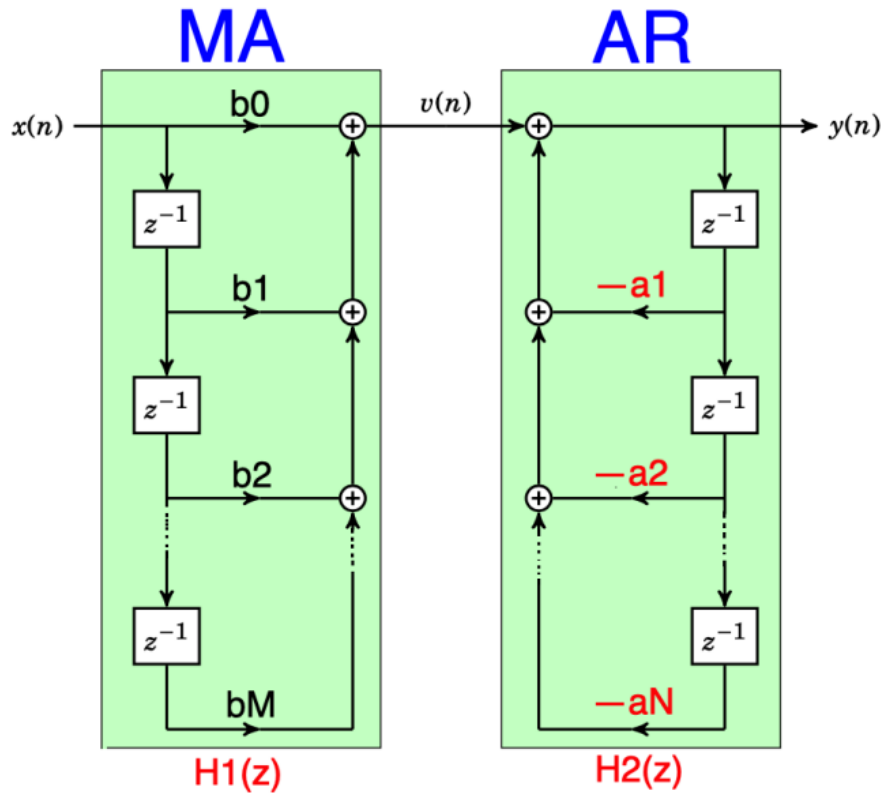 MA AR
x(n) b0 v(n) y(n)
z⁻¹ z⁻¹
b1 —a1
z⁻¹ z⁻¹
b2 —a2
z⁻¹ z⁻¹
bM —aN
H1(z) H2(z)